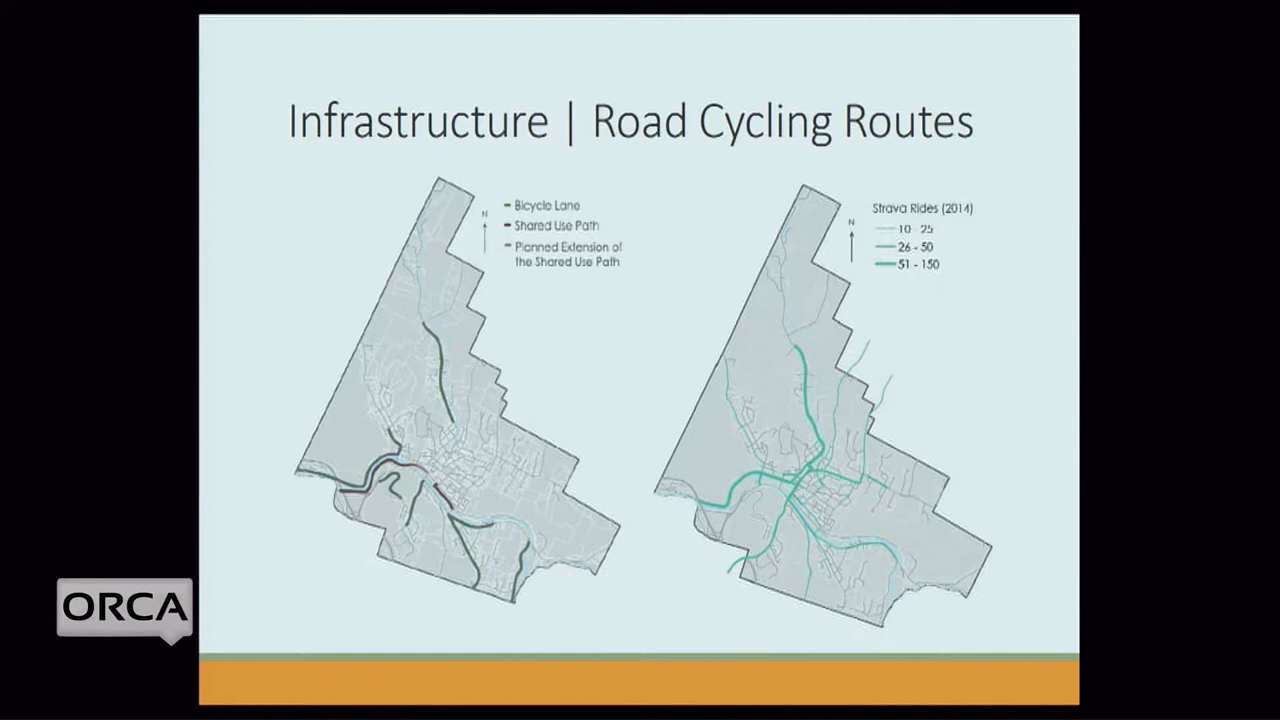 Infrastructure | Road Cycling Routes
N
Bicycle Lane
Shared Use Path
Planned Extension of
the Shared Use Path
N
Strava Rides (2014)
10 - 25
26 - 50
51 - 150
ORCA